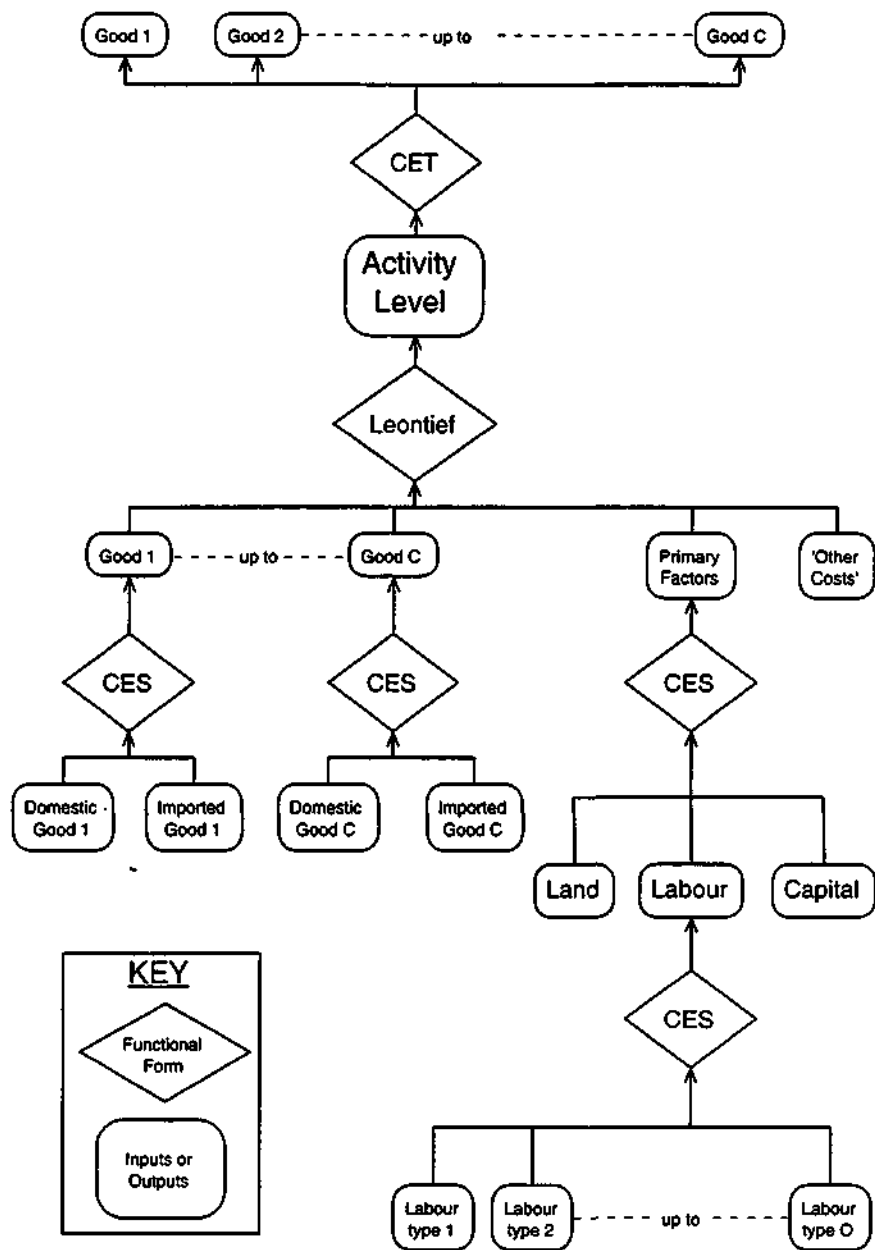 Good 1
Good 2
up to
Good C
CET
Activity
Level
Leontief
Good 1
up to
Good C
Primary
Factors
'Other
Costs'
CES
CES
CES
Domestic
Good 1
Imported
Good 1
Domestic
Good C
Imported
Good C
Land
Labour
Capital
KEY
Functional
Form
Inputs or
Outputs
CES
Labour
type 1
Labour
type 2
up to
Labour
type O